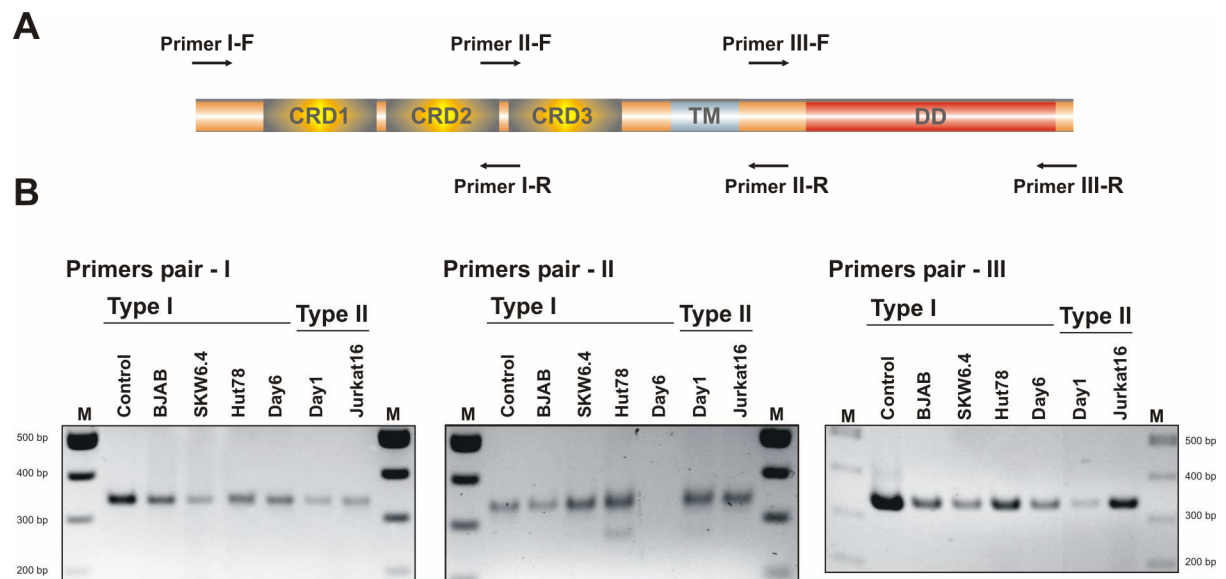 A
Primer I-F
Primer II-F
Primer III-F
CRD1 CRD2 CRD3 TM DD
Primer I-R
Primer II-R
Primer III-R
B
Primers pair - I
Type I
Type II
M
Control
BJAB
SKW6.4
Hut78
Day6
Day1
Jurkat16
M
500 bp
400 bp
300 bp
200 bp
Primers pair - II
Type I
Type II
M
Control
BJAB
SKW6.4
Hut78
Day6
Day1
Jurkat16
M
Primers pair - III
Type I
Type II
M
Control
BJAB
SKW6.4
Hut78
Day6
Day1
Jurkat16
M
500 bp
400 bp
300 bp
200 bp